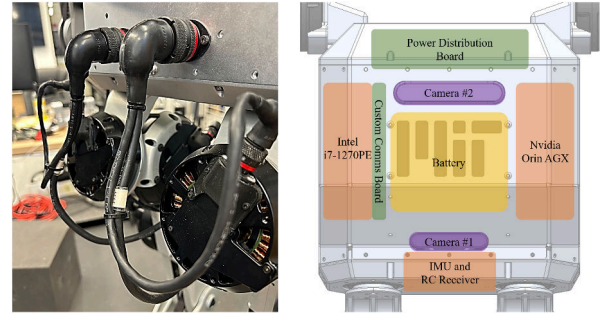 Power Distribution
Board
Camera #2
Intel
i7-1270PE
Custom Comms Board
Battery
Nvidia
Orin AGX
Camera #1
IMU and
RC Receiver